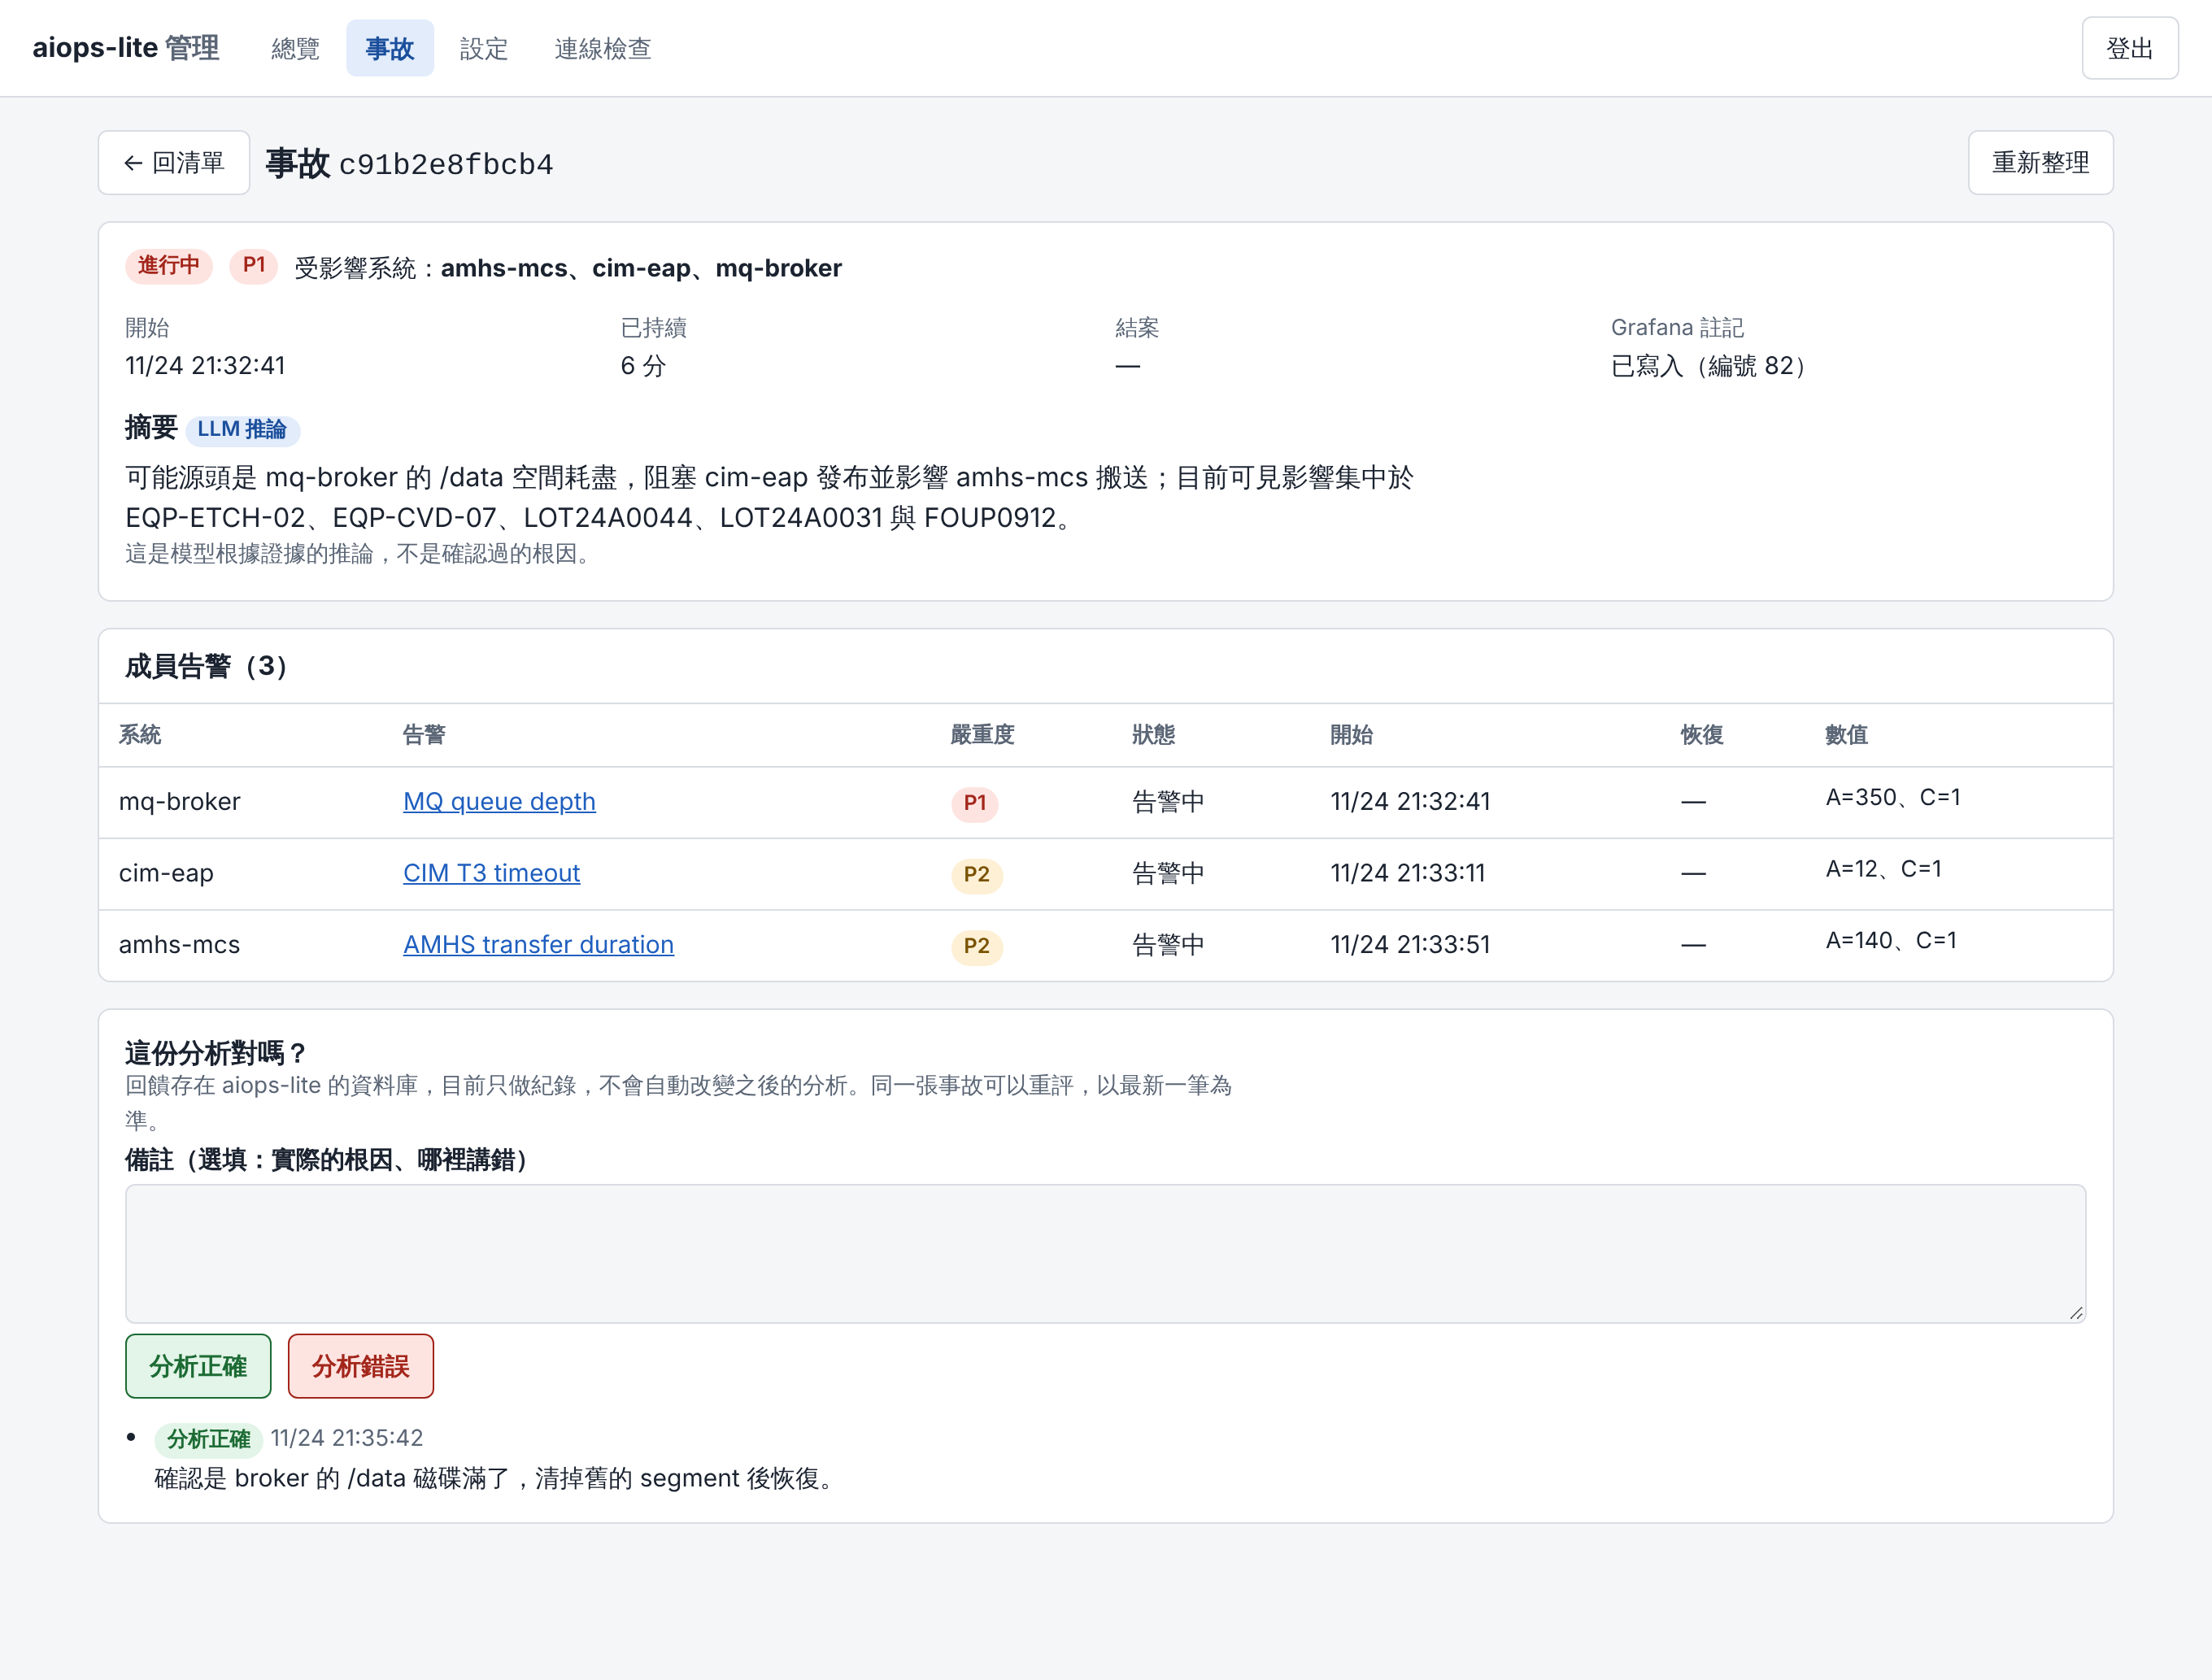 aiops-lite 管理 總覽 事故 設定 連線檢查 登出
← 回清單 事故 c91b2e8fbcb4 重新整理
進行中 P1 受影響系統：amhs-mcs、cim-eap、mq-broker
開始 已持續 結案 Grafana 註記
11/24 21:32:41 6 分 — 已寫入（編號 82）
摘要 LLM 推論
可能源頭是 mq-broker 的 /data 空間耗盡，阻塞 cim-eap 發布並影響 amhs-mcs 搬送；目前可見影響集中於
EQP-ETCH-02、EQP-CVD-07、LOT24A0044、LOT24A0031 與 FOUP0912。
這是模型根據證據的推論，不是確認過的根因。
成員告警（3）
系統 告警 嚴重度 狀態 開始 恢復 數值
mq-broker MQ queue depth P1 告警中 11/24 21:32:41 — A=350、C=1
cim-eap CIM T3 timeout P2 告警中 11/24 21:33:11 — A=12、C=1
amhs-mcs AMHS transfer duration P2 告警中 11/24 21:33:51 — A=140、C=1
這份分析對嗎？
回饋存在 aiops-lite 的資料庫，目前只做紀錄，不會自動改變之後的分析。同一張事故可以重評，以最新一筆為
準。
備註（選填：實際的根因、哪裡講錯）
分析正確 分析錯誤
• 分析正確 11/24 21:35:42
確認是 broker 的 /data 磁碟滿了，清掉舊的 segment 後恢復。